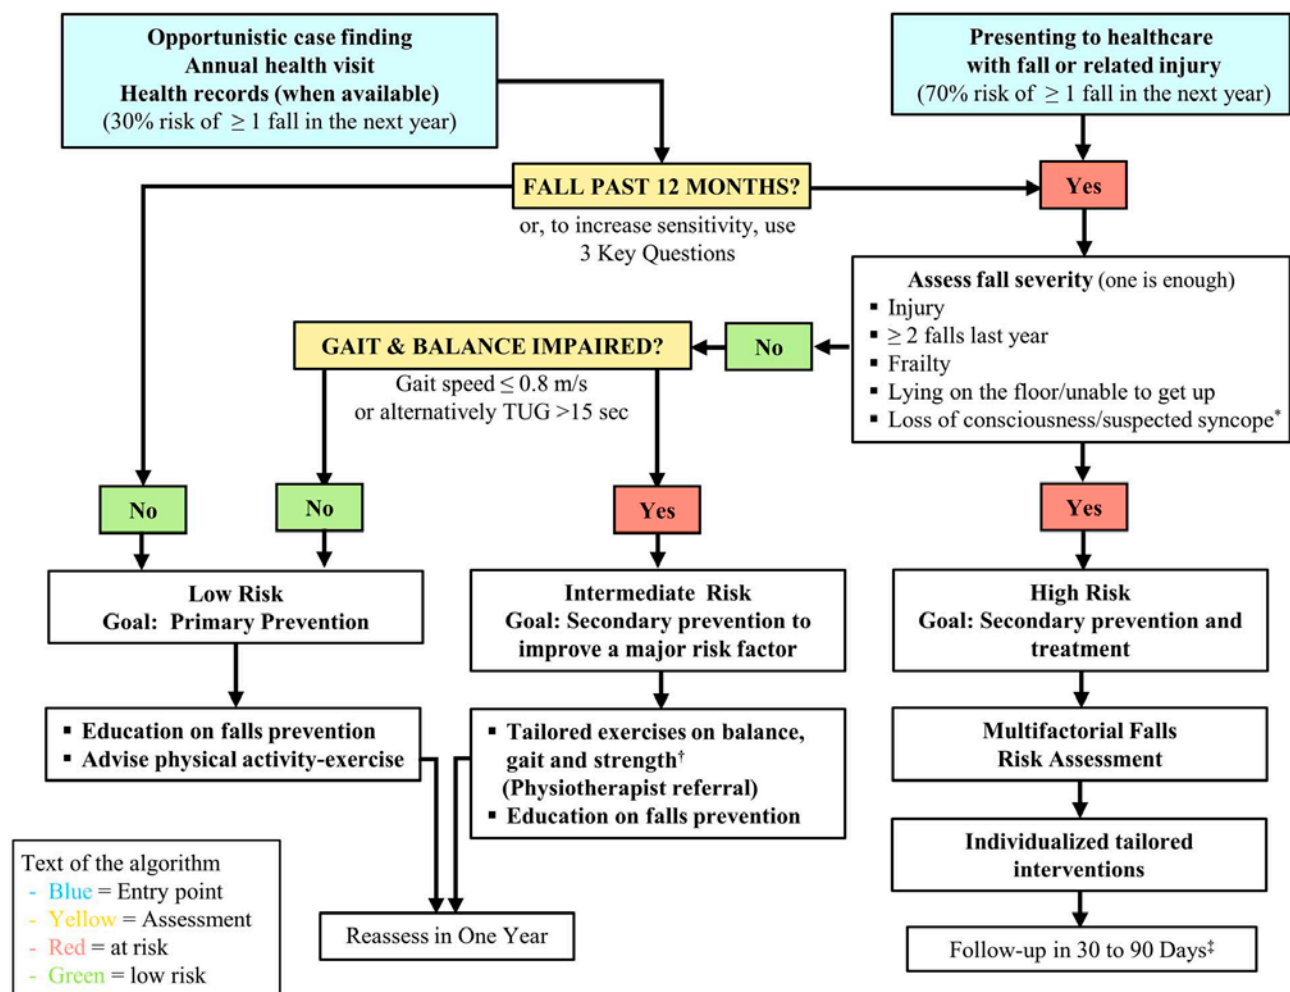 Opportunistic case finding
Annual health visit
Health records (when available)
(30% risk of ≥ 1 fall in the next year)
Presenting to healthcare
with fall or related injury
(70% risk of ≥ 1 fall in the next year)
FALL PAST 12 MONTHS?
or, to increase sensitivity, use
3 Key Questions
Yes
Assess fall severity (one is enough)
▪ Injury
▪ ≥ 2 falls last year
▪ Frailty
▪ Lying on the floor/unable to get up
▪ Loss of consciousness/suspected syncope*
No
GAIT & BALANCE IMPAIRED?
Gait speed ≤ 0.8 m/s
or alternatively TUG >15 sec
No
No
Yes
Yes
Low Risk
Goal: Primary Prevention
Intermediate Risk
Goal: Secondary prevention to
improve a major risk factor
High Risk
Goal: Secondary prevention and
treatment
▪ Education on falls prevention
▪ Advise physical activity-exercise
▪ Tailored exercises on balance,
gait and strength†
(Physiotherapist referral)
▪ Education on falls prevention
Multifactorial Falls
Risk Assessment
Individualized tailored
interventions
Reassess in One Year
Follow-up in 30 to 90 Days‡
Text of the algorithm
- Blue = Entry point
- Yellow = Assessment
- Red = at risk
- Green = low risk